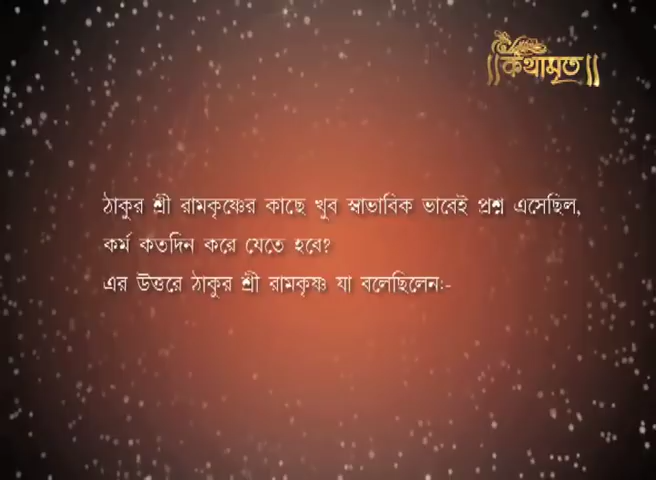 ||কথামৃত||
ঠাকুর শ্রী রামকৃষ্ণের কাছে খুব স্বাভাবিক ভাবেই প্রশ্ন এসেছিল,
কর্ম কতদিন করে যেতে হবে?
এর উত্তরে ঠাকুর শ্রী রামকৃষ্ণ যা বলেছিলেন:-